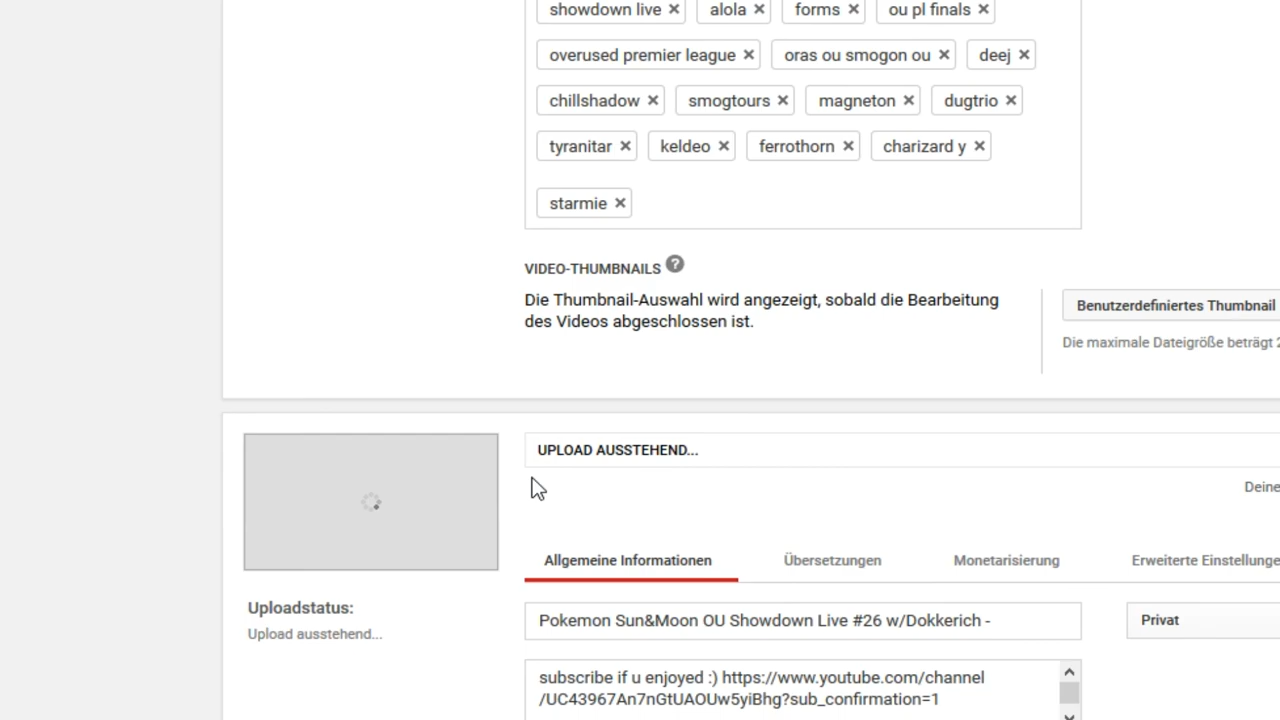 showdown live × alola × forms × ou pl finals ×
overused premier league × oras ou smogon ou × deej ×
chillshadow × smogtours × magneton × dugtrio ×
tyranitar × keldeo × ferrothorn × charizard y ×
starmie ×
VIDEO-THUMBNAILS ?
Die Thumbnail-Auswahl wird angezeigt, sobald die Bearbeitung
des Videos abgeschlossen ist.
Benutzerdefiniertes Thumbnail
Die maximale Dateigröße beträgt 2
UPLOAD AUSSTEHEND...
Deine
Allgemeine Informationen Übersetzungen Monetarisierung Erweiterte Einstellunge
Uploadstatus:
Upload ausstehend...
Pokemon Sun&Moon OU Showdown Live #26 w/Dokkerich -
Privat
subscribe if u enjoyed :) https://www.youtube.com/channel
/UC43967An7nGtUAOUw5yiBhg?sub_confirmation=1